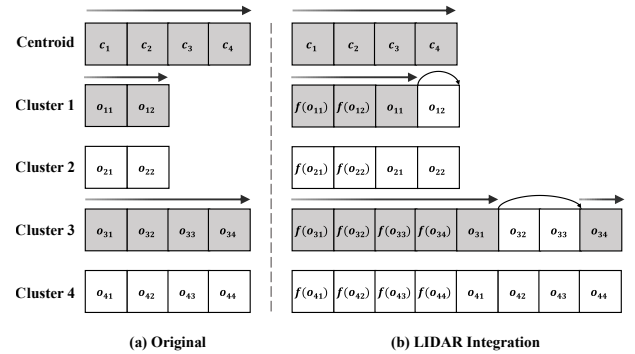 Centroid c₁ c₂ c₃ c₄ c₁ c₂ c₃ c₄
Cluster 1 o₁₁ o₁₂ f(o₁₁) f(o₁₂) o₁₁ o₁₂
Cluster 2 o₂₁ o₂₂ f(o₂₁) f(o₂₂) o₂₁ o₂₂
Cluster 3 o₃₁ o₃₂ o₃₃ o₃₄ f(o₃₁) f(o₃₂) f(o₃₃) f(o₃₄) o₃₁ o₃₂ o₃₃ o₃₄
Cluster 4 o₄₁ o₄₂ o₄₃ o₄₄ f(o₄₁) f(o₄₂) f(o₄₃) f(o₄₄) o₄₁ o₄₂ o₄₃ o₄₄
(a) Original (b) LIDAR Integration